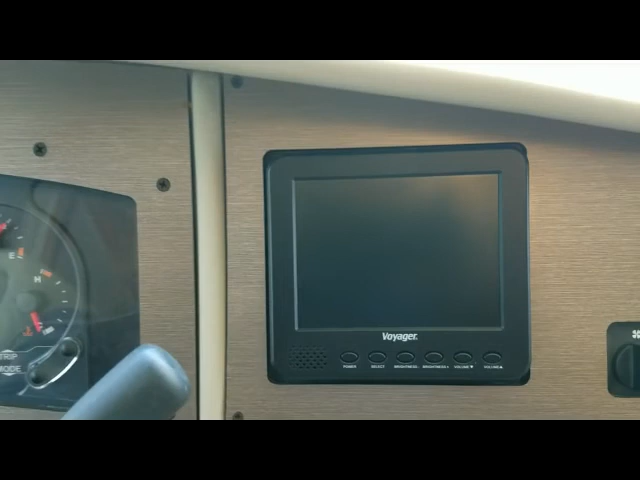 E
H
TRIP
MODE
Voyager
POWER
SELECT
BRIGHTNESS-
BRIGHTNESS+
VOLUME▼
VOLUME▲